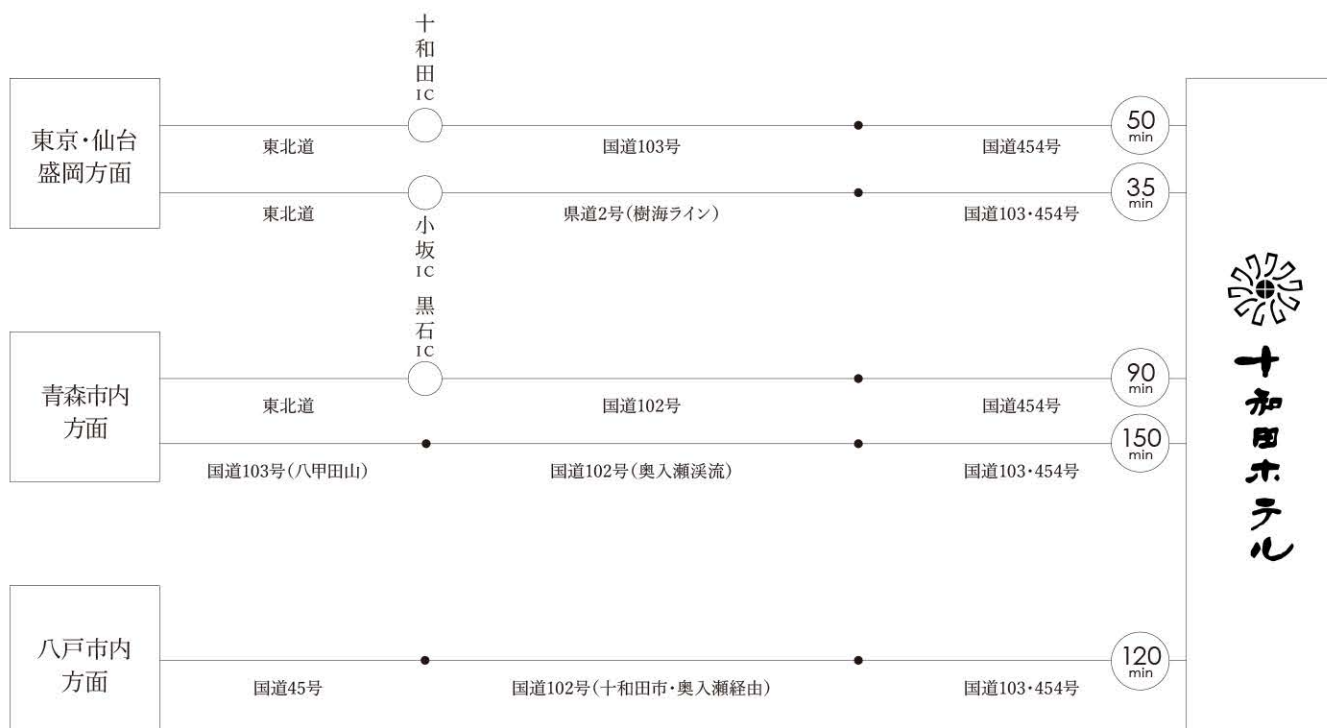 十和田IC
東京・仙台
盛岡方面
東北道
国道103号
国道454号
50
min
東北道
県道2号(樹海ライン)
国道103・454号
35
min
小坂IC
黒石IC
青森市内
方面
東北道
国道102号
国道454号
90
min
国道103号(八甲田山)
国道102号(奥入瀬渓流)
国道103・454号
150
min
八戸市内
方面
国道45号
国道102号(十和田市・奥入瀬経由)
国道103・454号
120
min
十和田ホテル